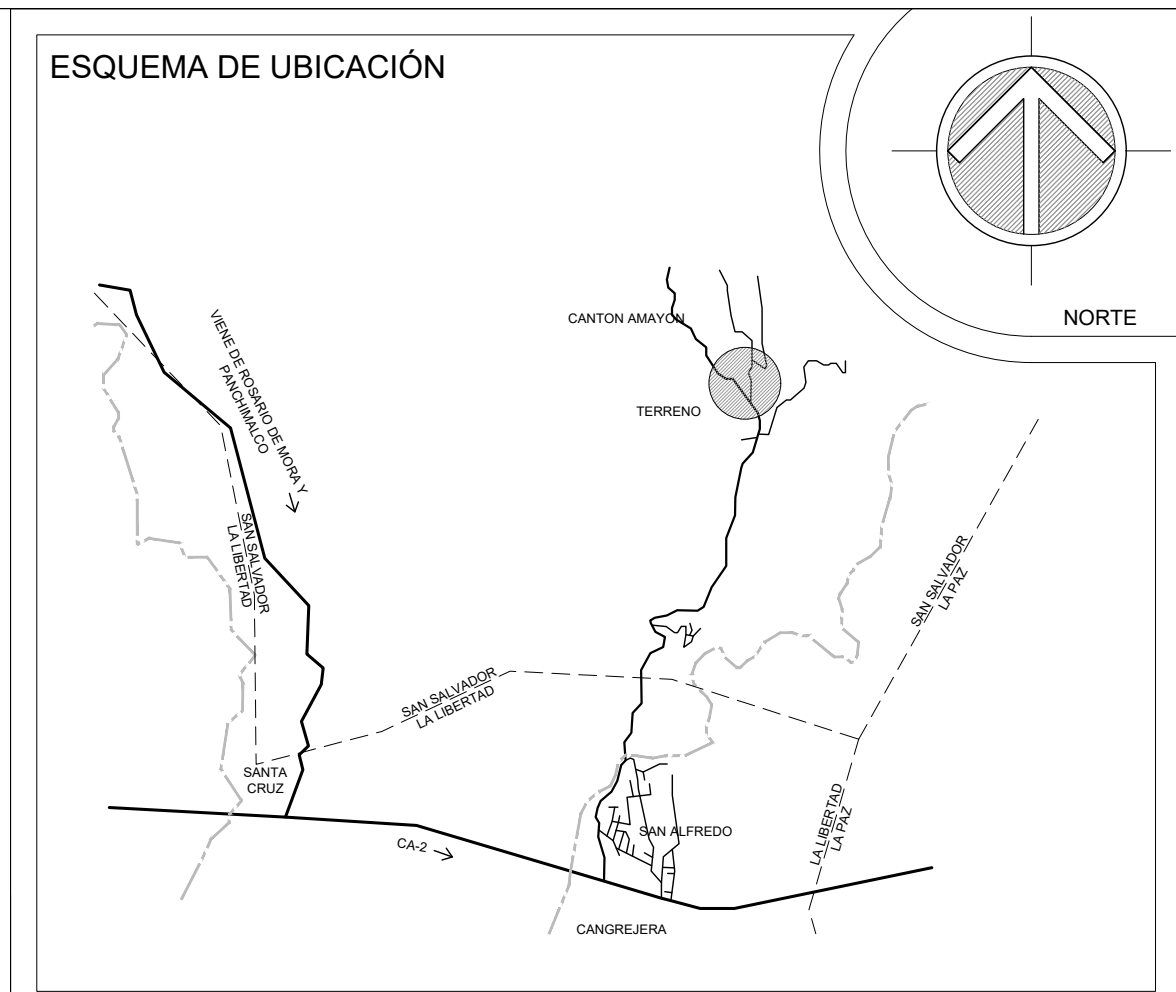 ESQUEMA DE UBICACIÓN
NORTE
CANTON AMAYON
VIENE DE ROSARIO DE MORA Y
PANCHIMALCO
TERRENO
SAN SALVADOR
LA LIBERTAD
SAN SALVADOR
LA PAZ
SAN SALVADOR
LA LIBERTAD
SANTA
CRUZ
LA LIBERTAD
LA PAZ
SAN ALFREDO
CA-2
CANGREJERA